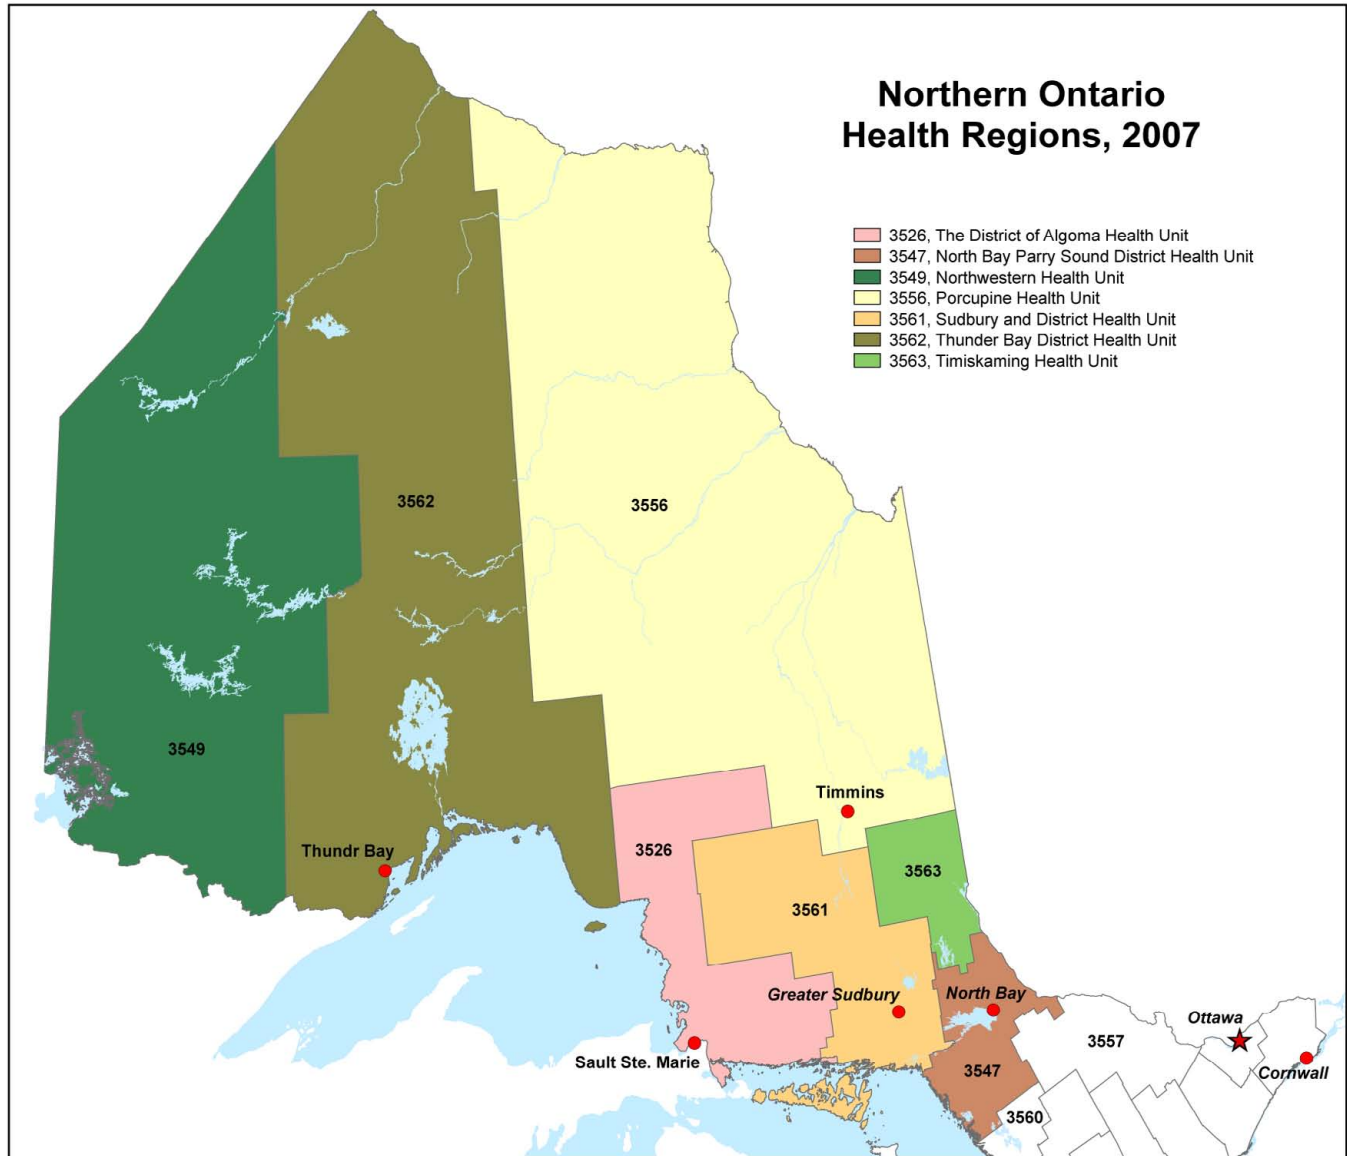 Northern Ontario
Health Regions, 2007
3526, The District of Algoma Health Unit
3547, North Bay Parry Sound District Health Unit
3549, Northwestern Health Unit
3556, Porcupine Health Unit
3561, Sudbury and District Health Unit
3562, Thunder Bay District Health Unit
3563, Timiskaming Health Unit
3562
3556
3549
Timmins
Thundr Bay
3526
3563
3561
Greater Sudbury
North Bay
Ottawa
3557
Sault Ste. Marie
3547
Cornwall
3560